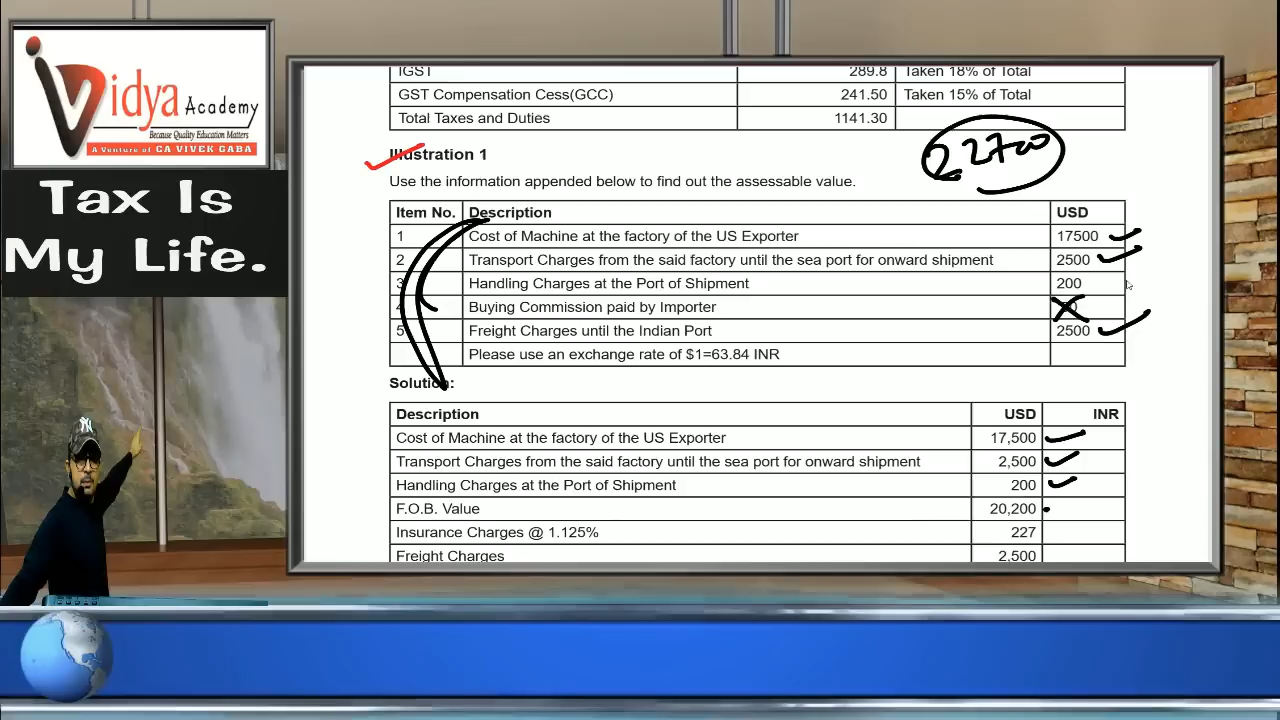 Vidya Academy
Because Quality Education Matters
A Venture of CA VIVEK GABA
Tax Is
My Life.
IGST 289.8 Taken 18% of Total
GST Compensation Cess(GCC) 241.50 Taken 15% of Total
Total Taxes and Duties 1141.30
22700
Illustration 1
Use the information appended below to find out the assessable value.
Item No. Description USD
1 Cost of Machine at the factory of the US Exporter 17500
2 Transport Charges from the said factory until the sea port for onward shipment 2500
3 Handling Charges at the Port of Shipment 200
4 Buying Commission paid by Importer
5 Freight Charges until the Indian Port 2500
Please use an exchange rate of $1=63.84 INR
Solution:
Description USD INR
Cost of Machine at the factory of the US Exporter 17,500
Transport Charges from the said factory until the sea port for onward shipment 2,500
Handling Charges at the Port of Shipment 200
F.O.B. Value 20,200
Insurance Charges @ 1.125% 227
Freight Charges 2,500